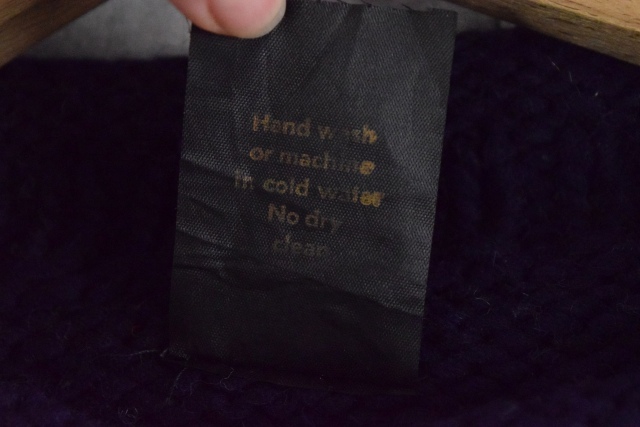 Hand wash
or machine
in cold water
No dry
clean